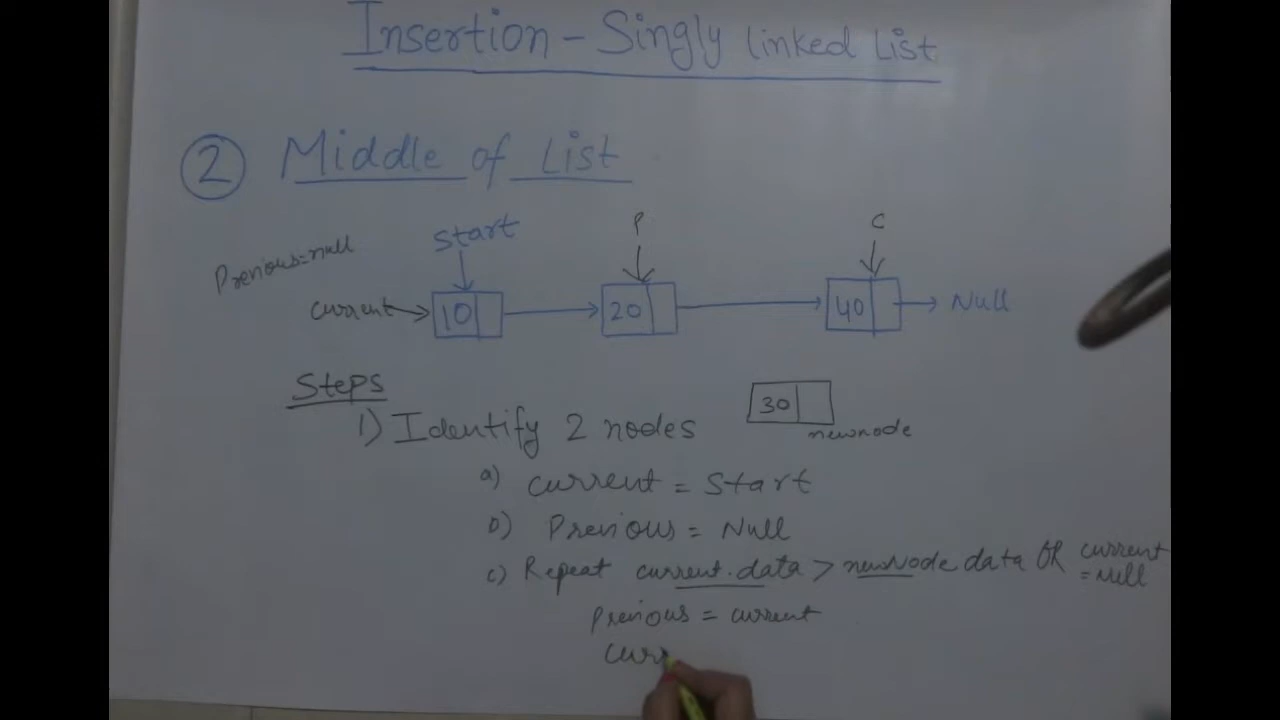 Insertion - Singly linked List
② Middle of List
Start
P
C
Previous=null
current
10
20
40
Null
Steps
30
newnode
1) Identify 2 nodes
a) current = Start
b) Previous = Null
c) Repeat current.data > newNode data OR current = Null
Previous = current
curr